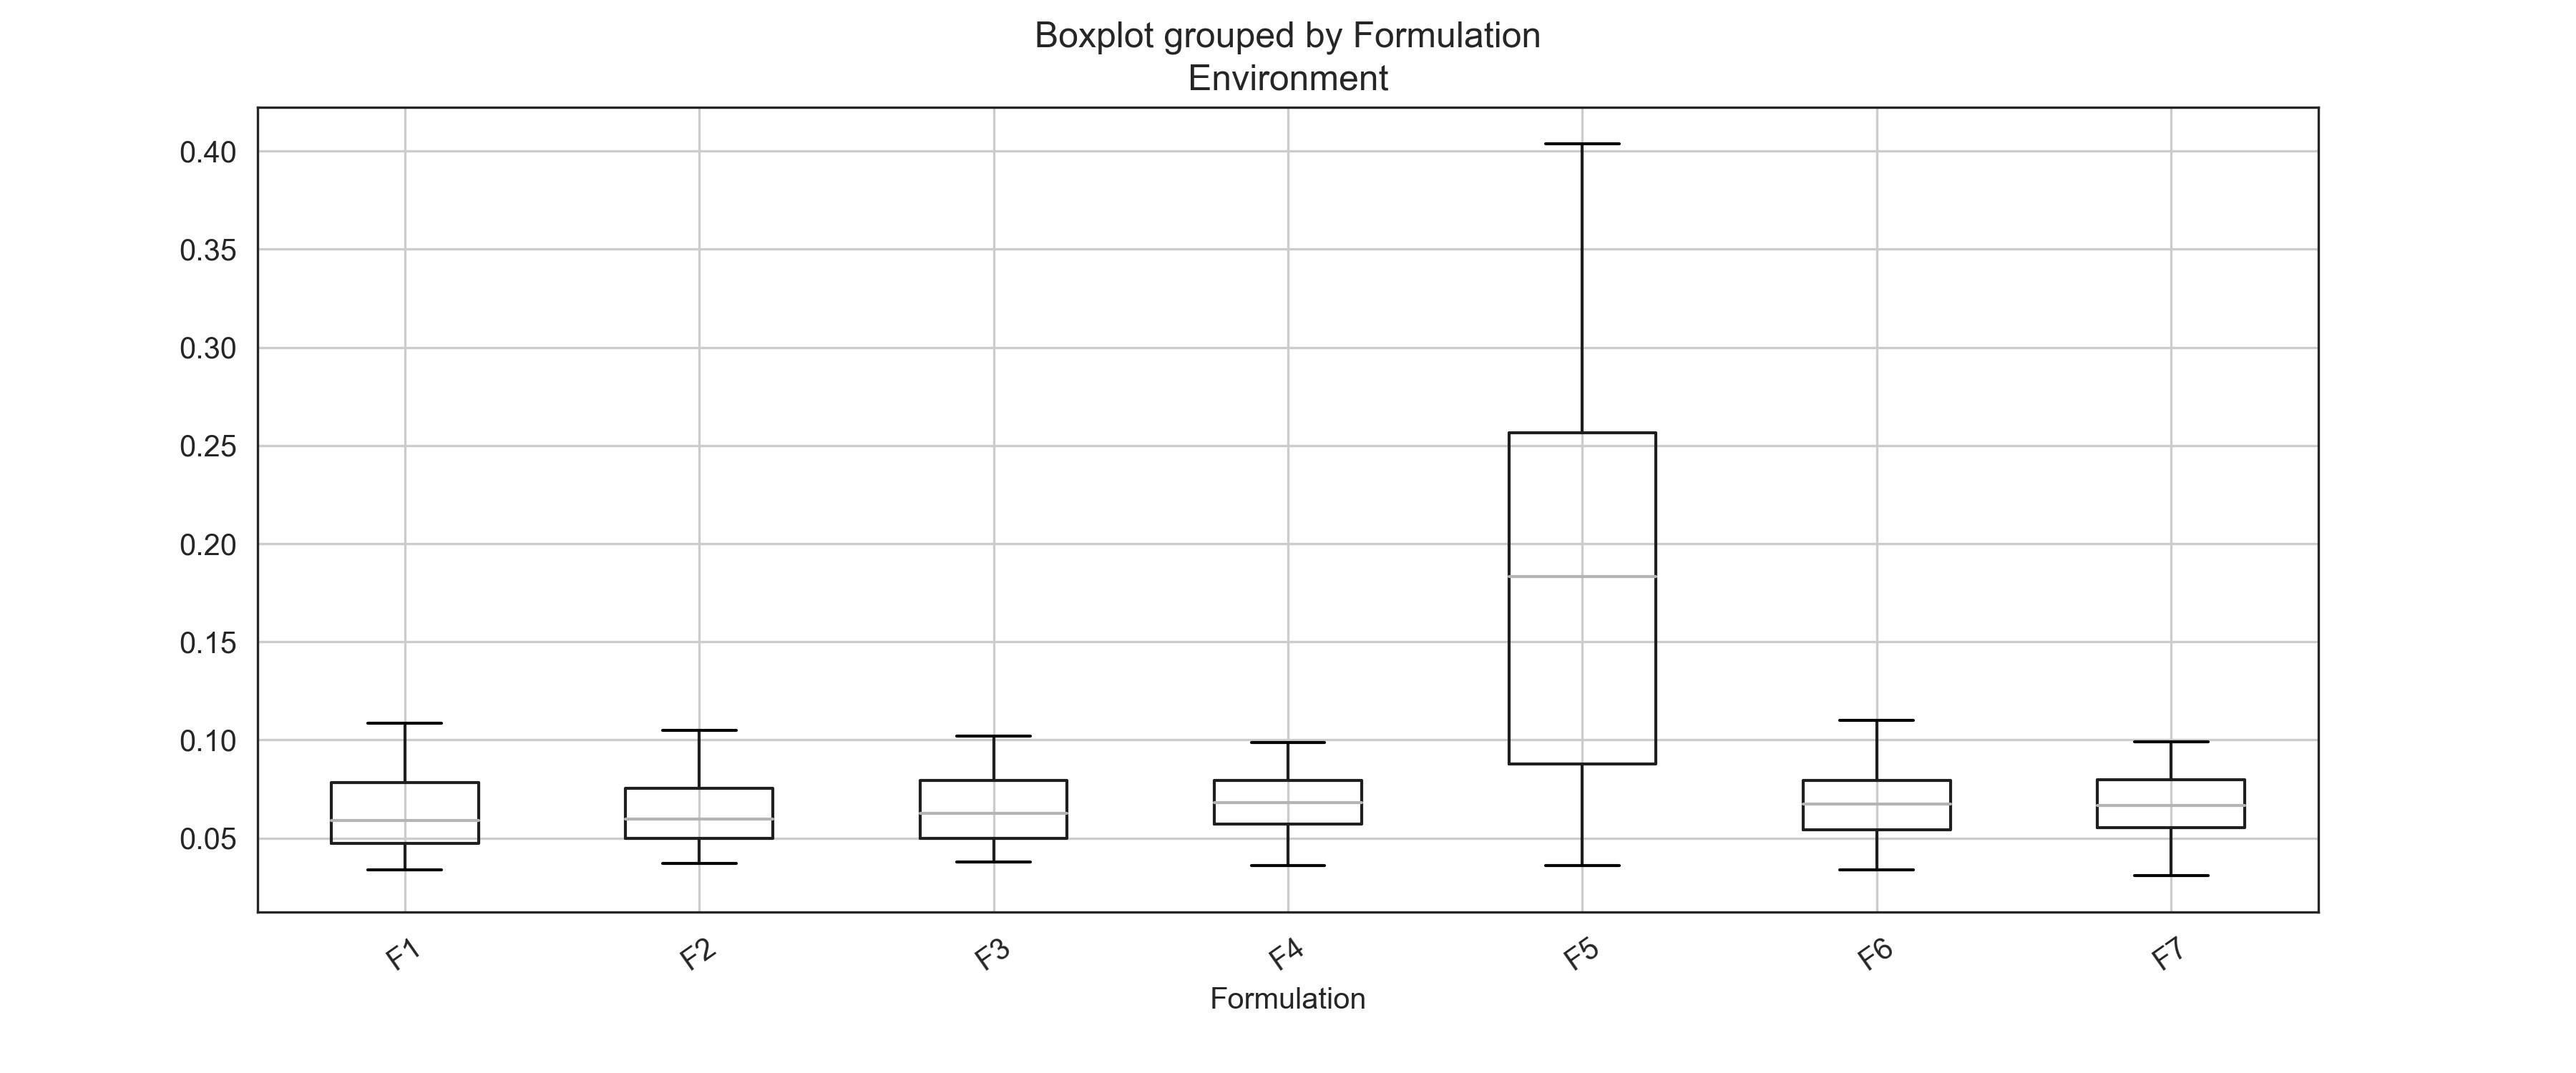 Boxplot grouped by Formulation
Environment
0.40
0.35
0.30
0.25
0.20
0.15
0.10
0.05
F1
F2
F3
F4
F5
F6
F7
Formulation